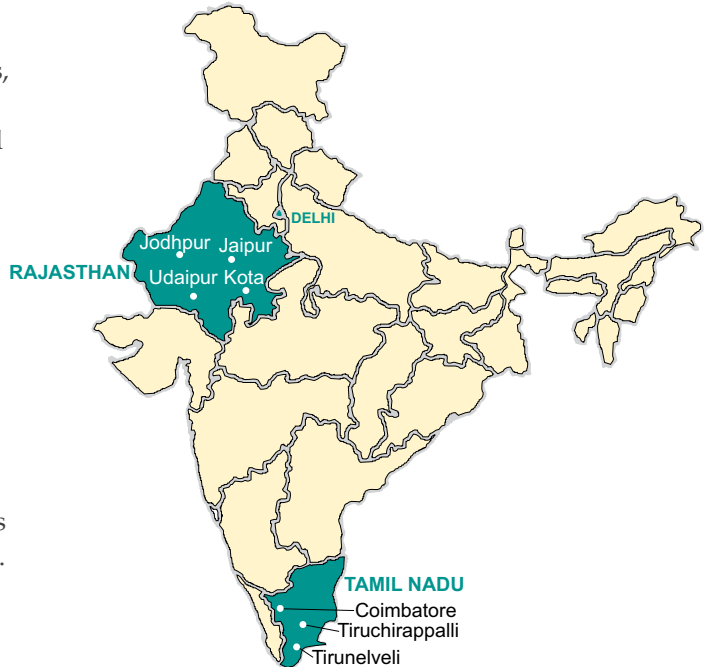 s,
l
DELHI
Jodhpur Jaipur
RAJASTHAN
Udaipur Kota
s
.
TAMIL NADU
Coimbatore
Tiruchirappalli
Tirunelveli